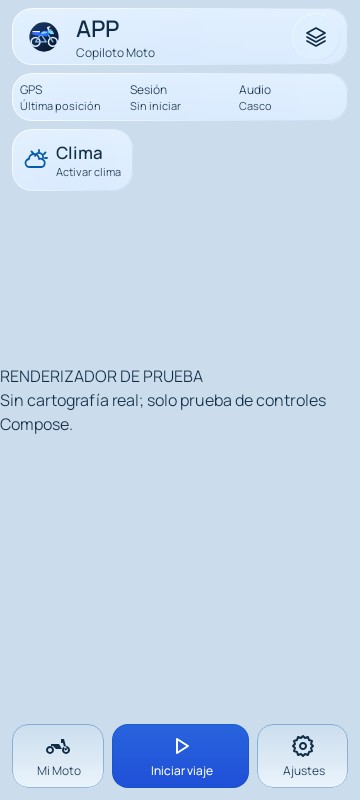 APP
Copiloto Moto
GPS
Última posición
Sesión
Sin iniciar
Audio
Casco
Clima
Activar clima
RENDERIZADOR DE PRUEBA
Sin cartografía real; solo prueba de controles
Compose.
Mi Moto
Iniciar viaje
Ajustes